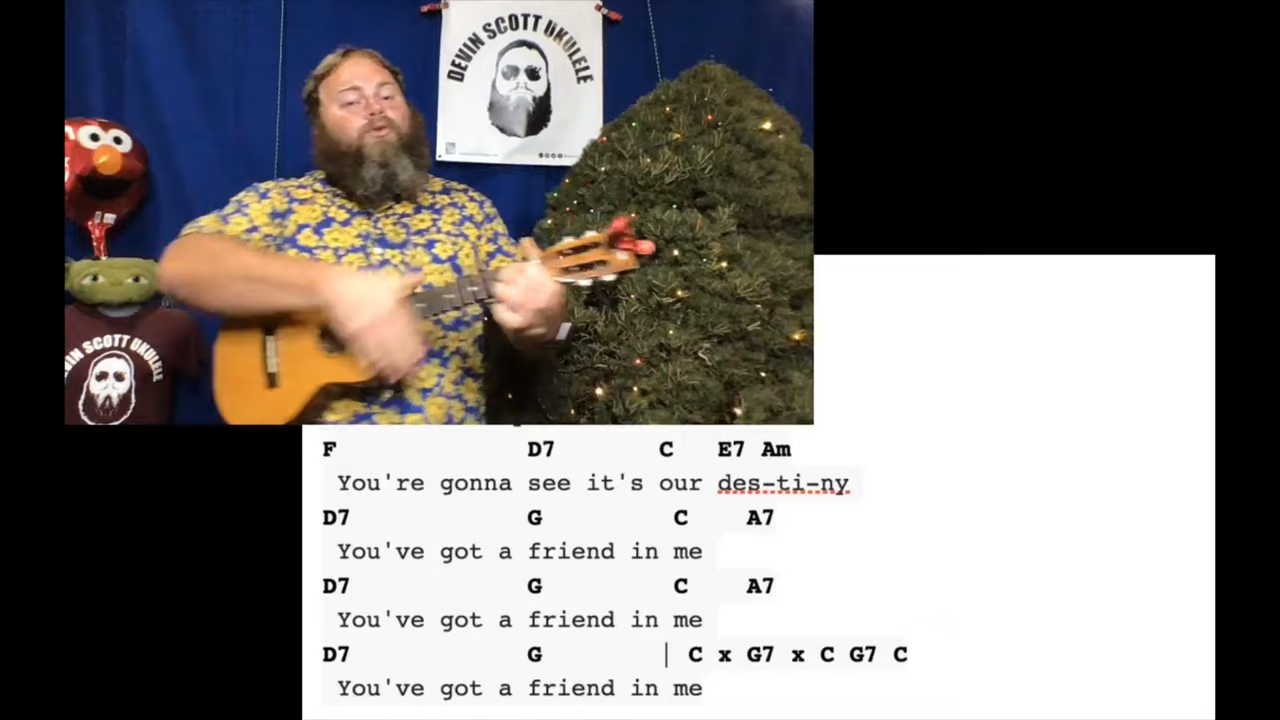 DEVIN SCOTT UKULELE
VIN SCOTT UKULELE
F D7 C E7 Am
You're gonna see it's our des-ti-ny
D7 G C A7
You've got a friend in me
D7 G C A7
You've got a friend in me
D7 G | C x G7 x C G7 C
You've got a friend in me